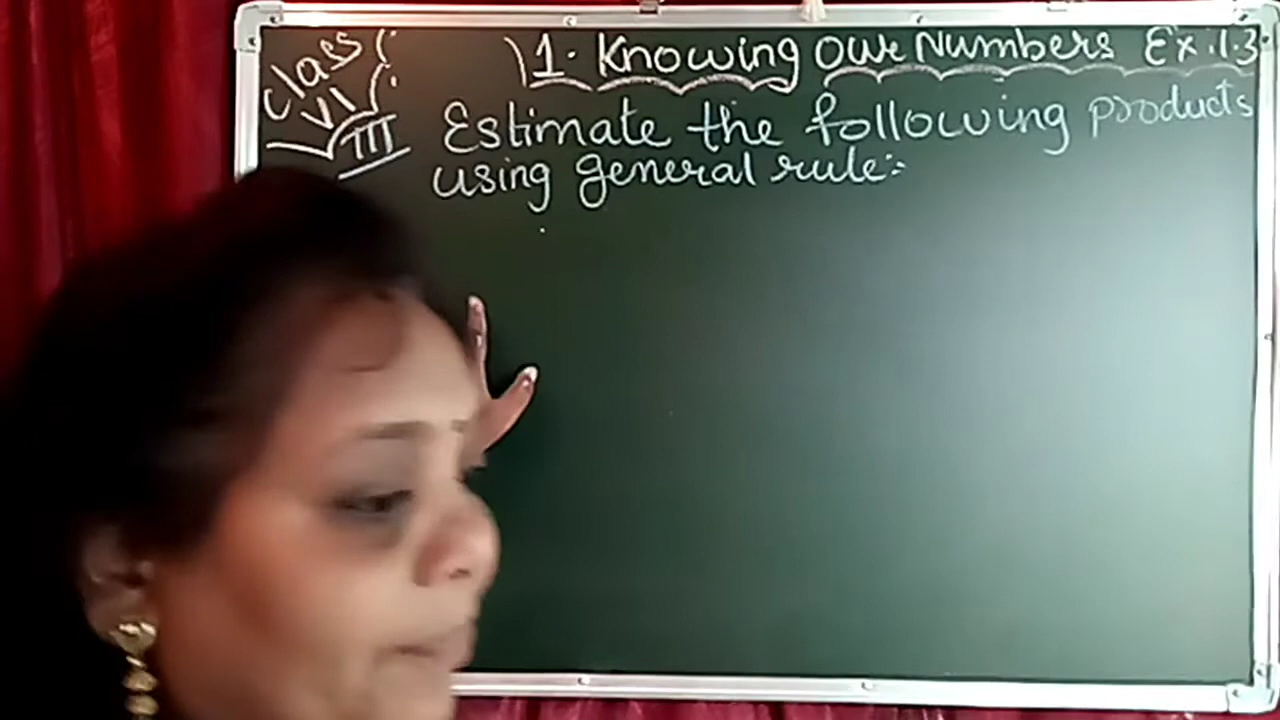 Class VI
1. Knowing Our Numbers Ex. 1.3
III Estimate the following products
using general rule:-